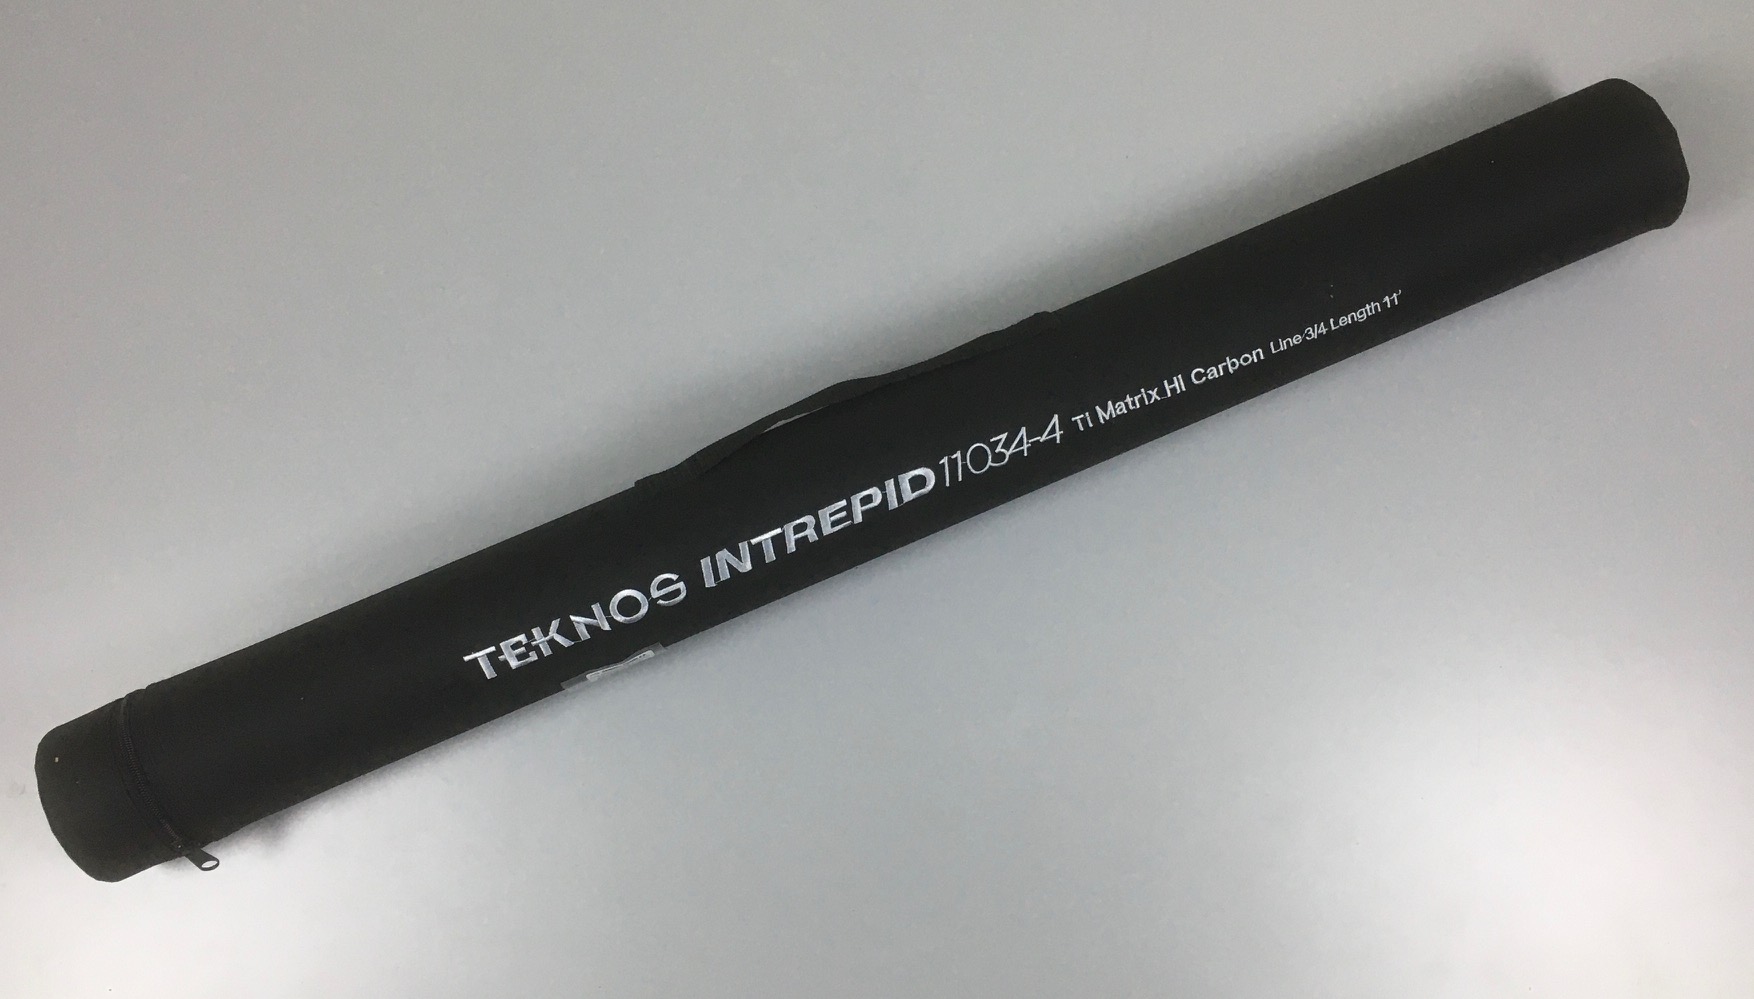 TEKNOS INTREPID 11034-4 Ti Matrix Hi Carbon Line 3/4 Length 11'